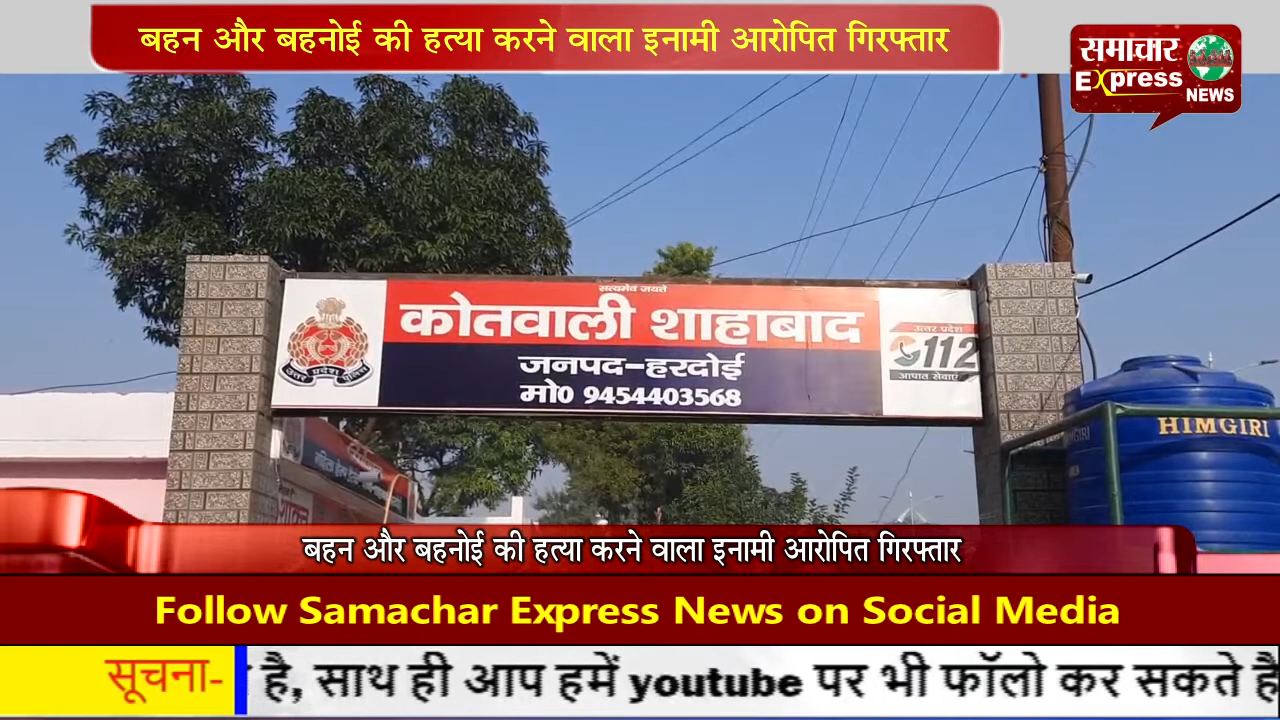 बहन और बहनोई की हत्या करने वाला इनामी आरोपित गिरफ्तार
समाचार
Express
NEWS
सत्यमेव जयते
कोतवाली शाहाबाद
जनपद-हरदोई
मो0 9454403568
उत्तर प्रदेश पुलिस
उत्तर प्रदेश
112
आपात सेवाएं
HIMGIRI
बहन और बहनोई की हत्या करने वाला इनामी आरोपित गिरफ्तार
Follow Samachar Express News on Social Media
सूचना- है, साथ ही आप हमें youtube पर भी फॉलो कर सकते है